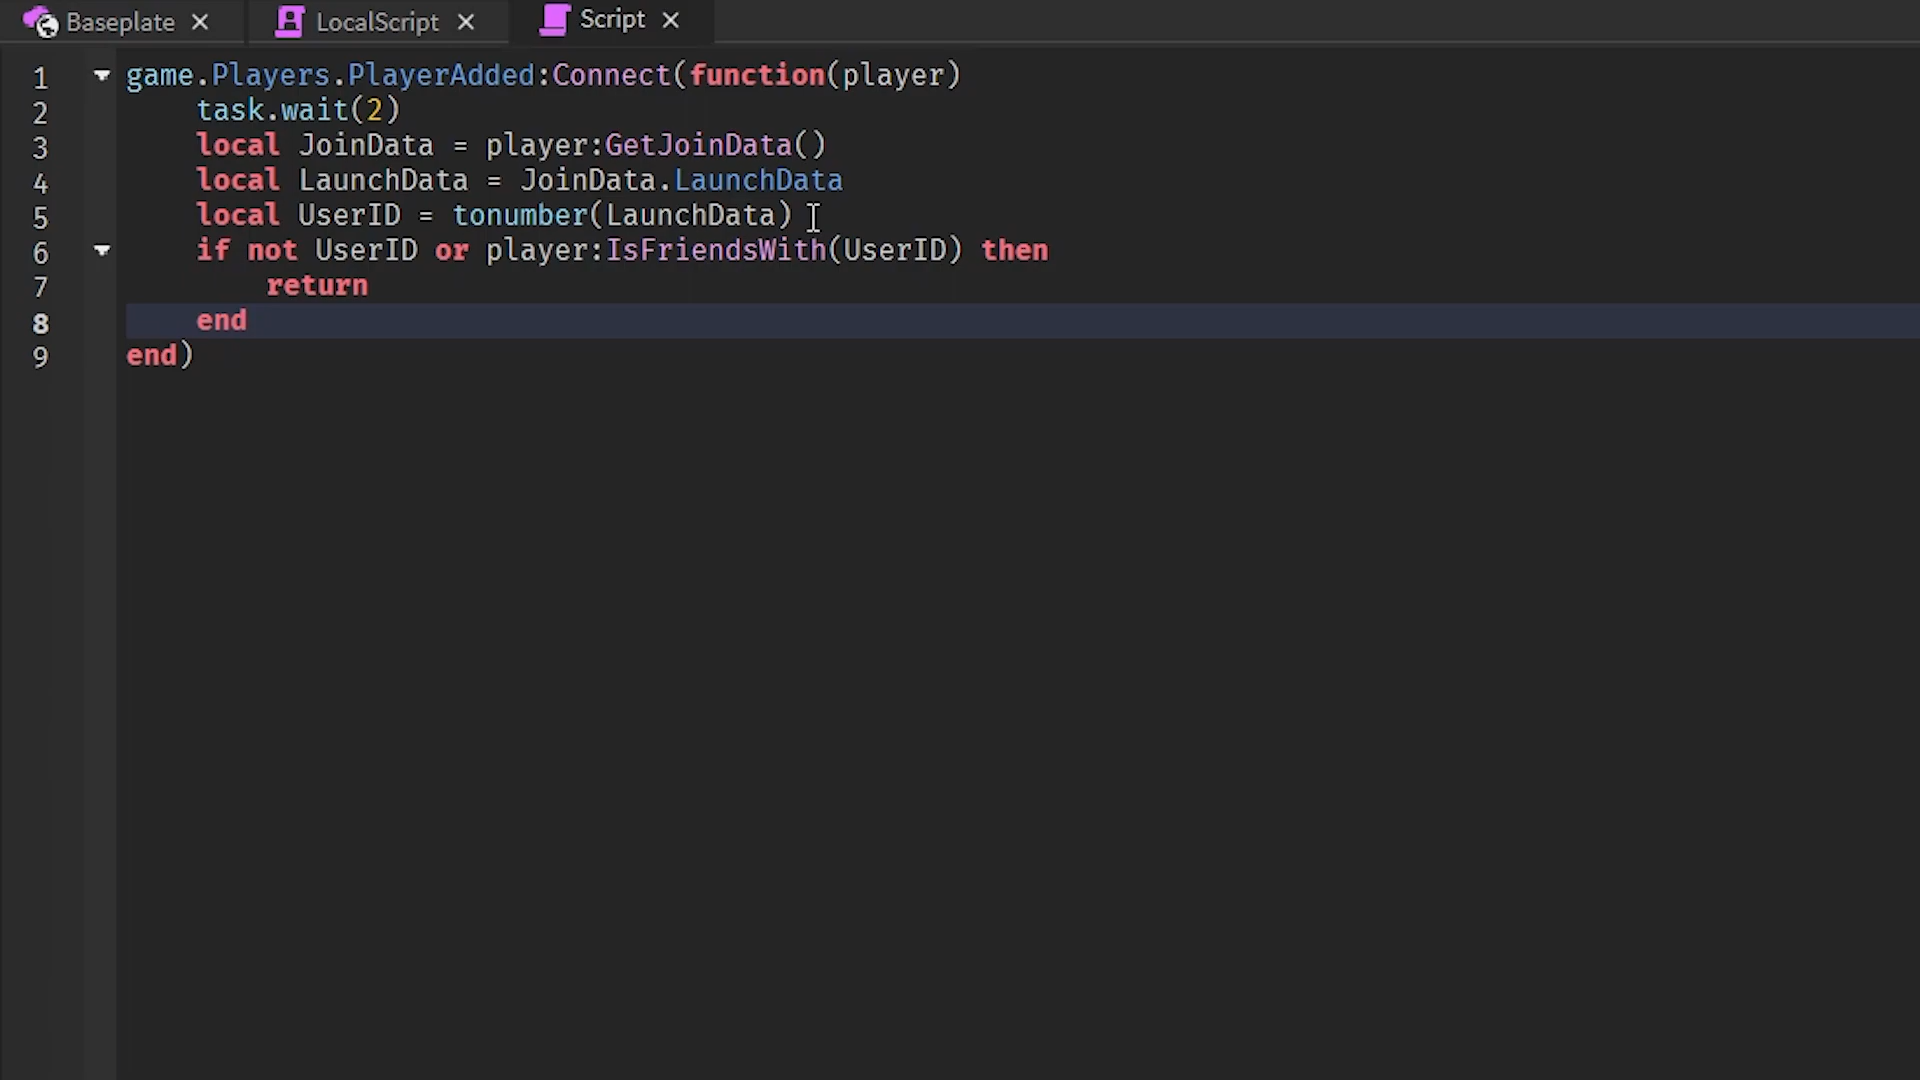 Baseplate × LocalScript × Script ×
1 game.Players.PlayerAdded:Connect(function(player)
2 task.wait(2)
3 local JoinData = player:GetJoinData()
4 local LaunchData = JoinData.LaunchData
5 local UserID = tonumber(LaunchData)
6 if not UserID or player:IsFriendsWith(UserID) then
7 return
8 end
9 end)